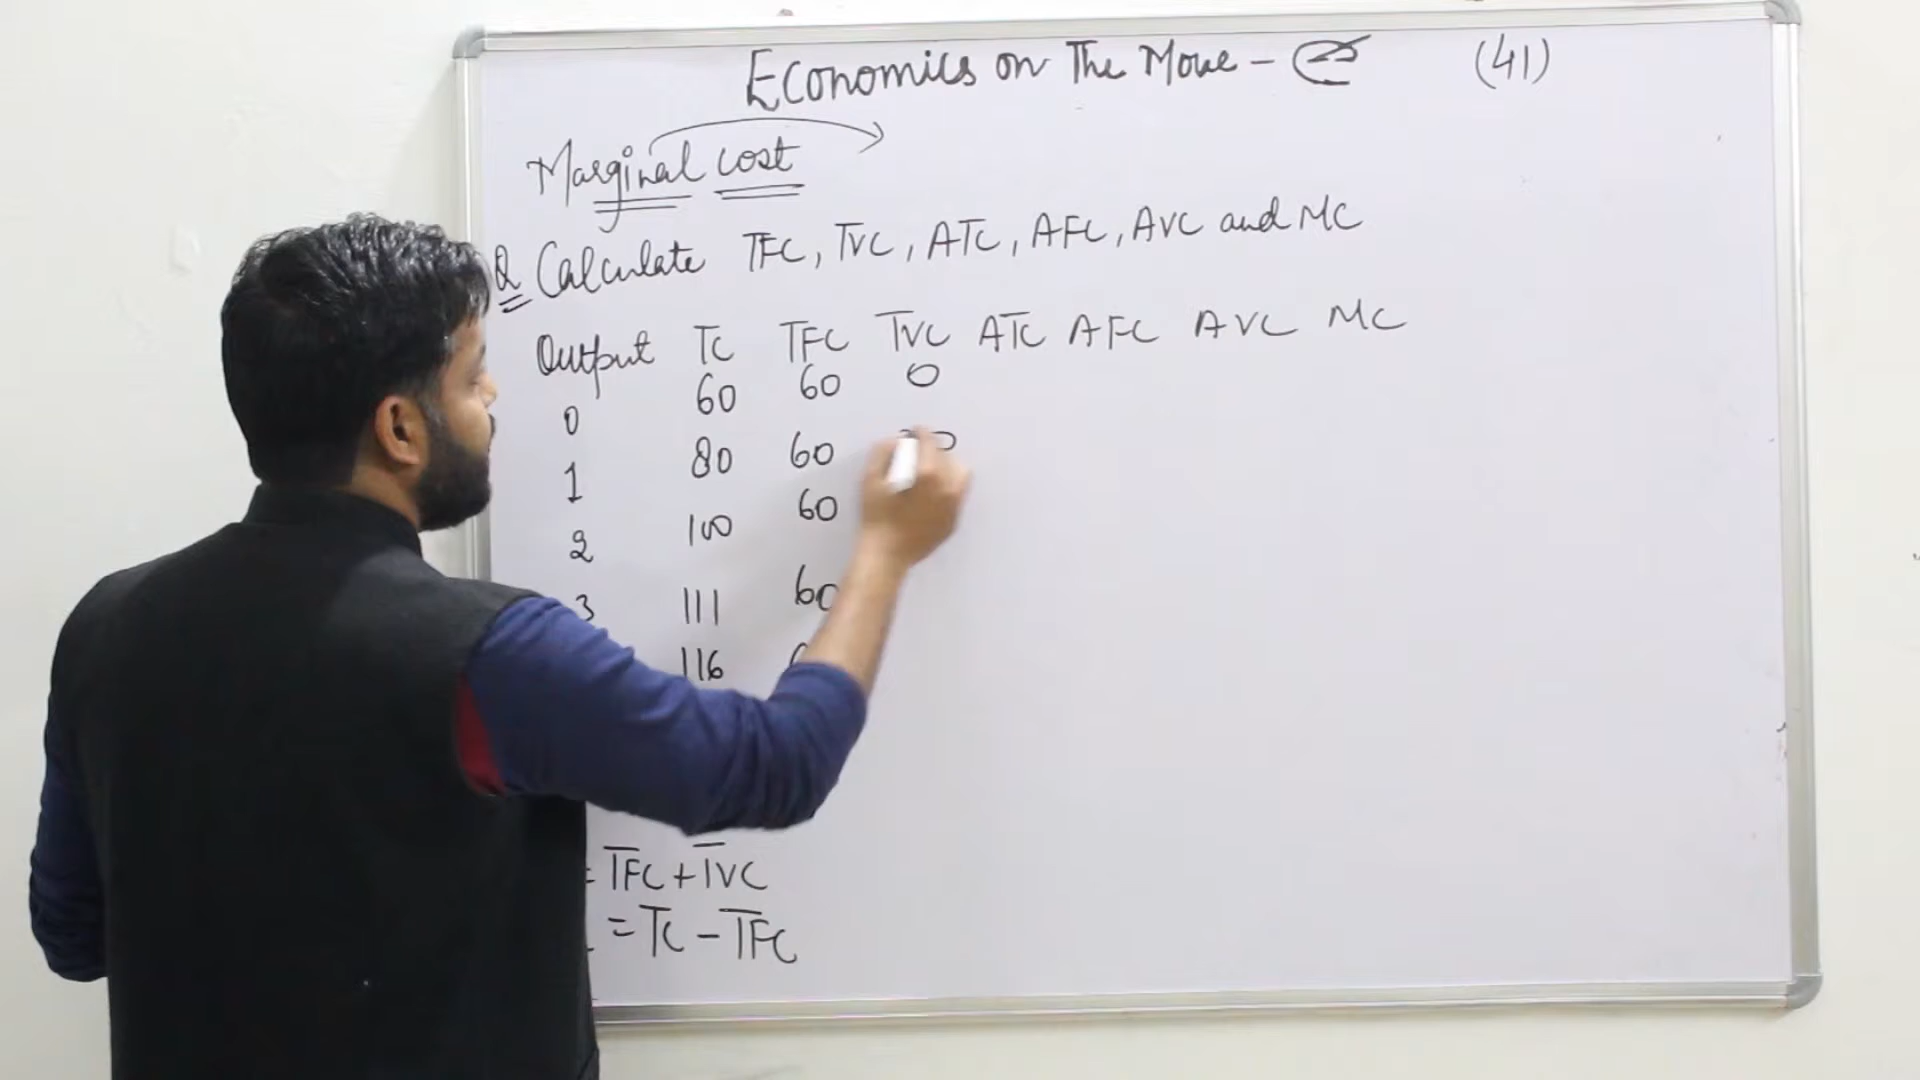 Economics on The Move - (41)
Marginal cost
Q Calculate TFC, TVC, ATC, AFC, AVC and MC
Output TC TFC TVC ATC AFC AVC MC
0 60 60 0
1 80 60
2 100 60
3 111 60
116
= TFC + TVC
= TC - TFC